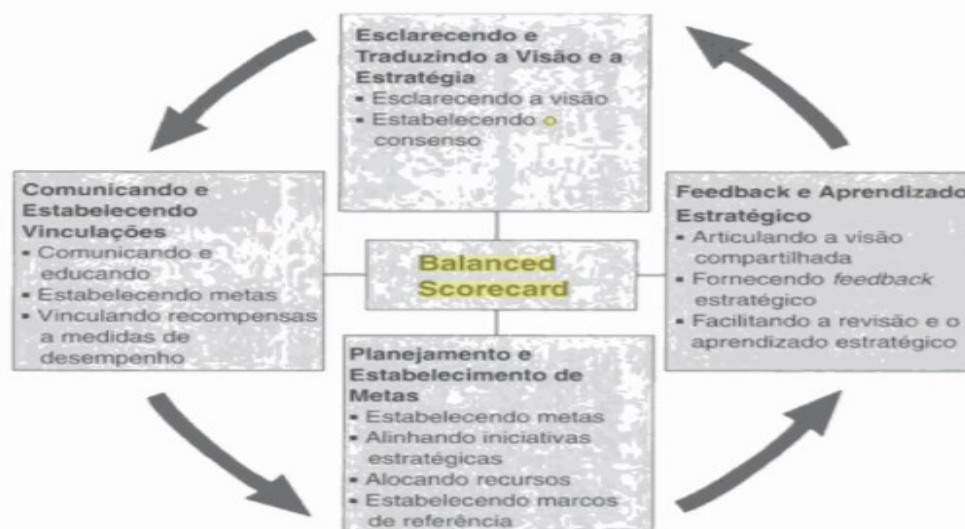 Esclarecendo e
Traduzindo a Visão e a
Estratégia
▪ Esclarecendo a visão
▪ Estabelecendo o
consenso
Comunicando e
Estabelecendo
Vinculações
▪ Comunicando e
educando
▪ Estabelecendo metas
▪ Vinculando recompensas
a medidas de
desempenho
Balanced
Scorecard
Feedback e Aprendizado
Estratégico
▪ Articulando a visão
compartilhada
▪ Fornecendo feedback
estratégico
▪ Facilitando a revisão e o
aprendizado estratégico
Planejamento e
Estabelecimento de
Metas
▪ Estabelecendo metas
▪ Alinhando iniciativas
estratégicas
▪ Alocando recursos
▪ Estabelecendo marcos
de referência